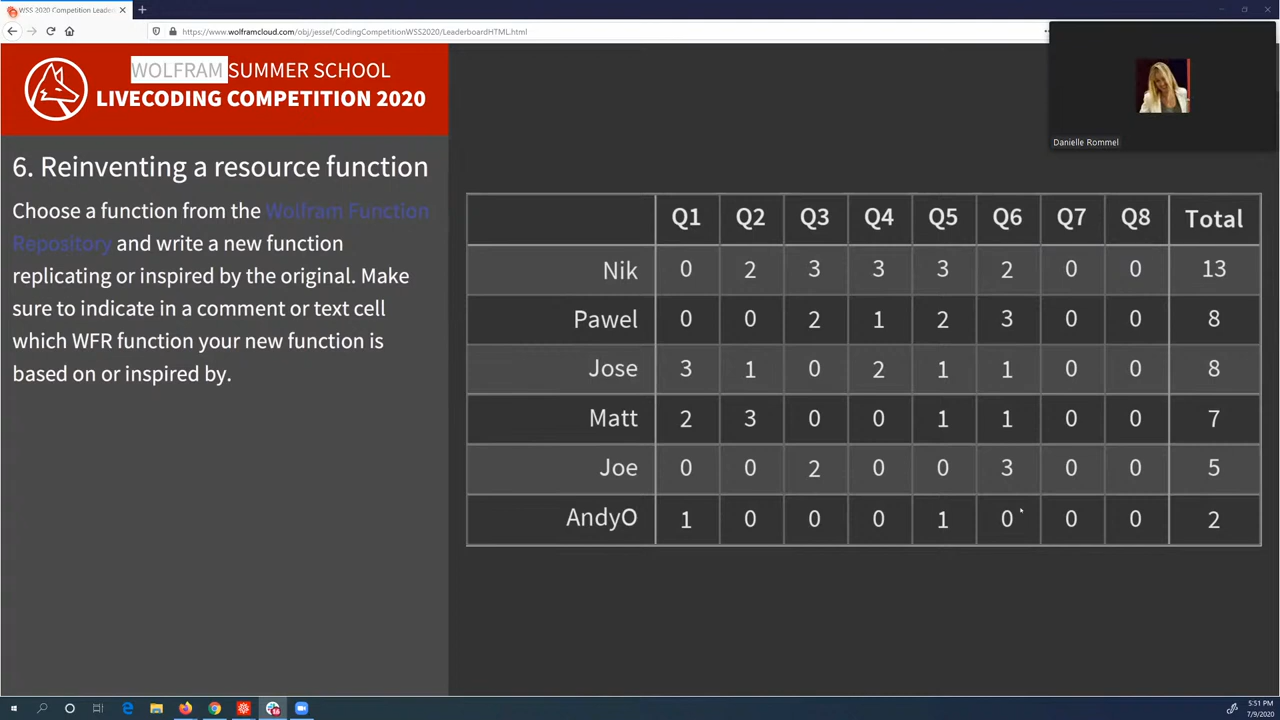 WSS 2020 Competition Leader
https://www.wolframcloud.com/obj/jessef/CodingCompetitionWSS2020/LeaderboardHTML.html
WOLFRAM SUMMER SCHOOL
LIVECODING COMPETITION 2020
Danielle Rommel
6. Reinventing a resource function
Choose a function from the Wolfram Function
Repository and write a new function
replicating or inspired by the original. Make
sure to indicate in a comment or text cell
which WFR function your new function is
based on or inspired by.
Q1 Q2 Q3 Q4 Q5 Q6 Q7 Q8 Total
Nik 0 2 3 3 3 2 0 0 13
Pawel 0 0 2 1 2 3 0 0 8
Jose 3 1 0 2 1 1 0 0 8
Matt 2 3 0 0 1 1 0 0 7
Joe 0 0 2 0 0 3 0 0 5
AndyO 1 0 0 0 1 0 0 0 2
5:51 PM
7/9/2020